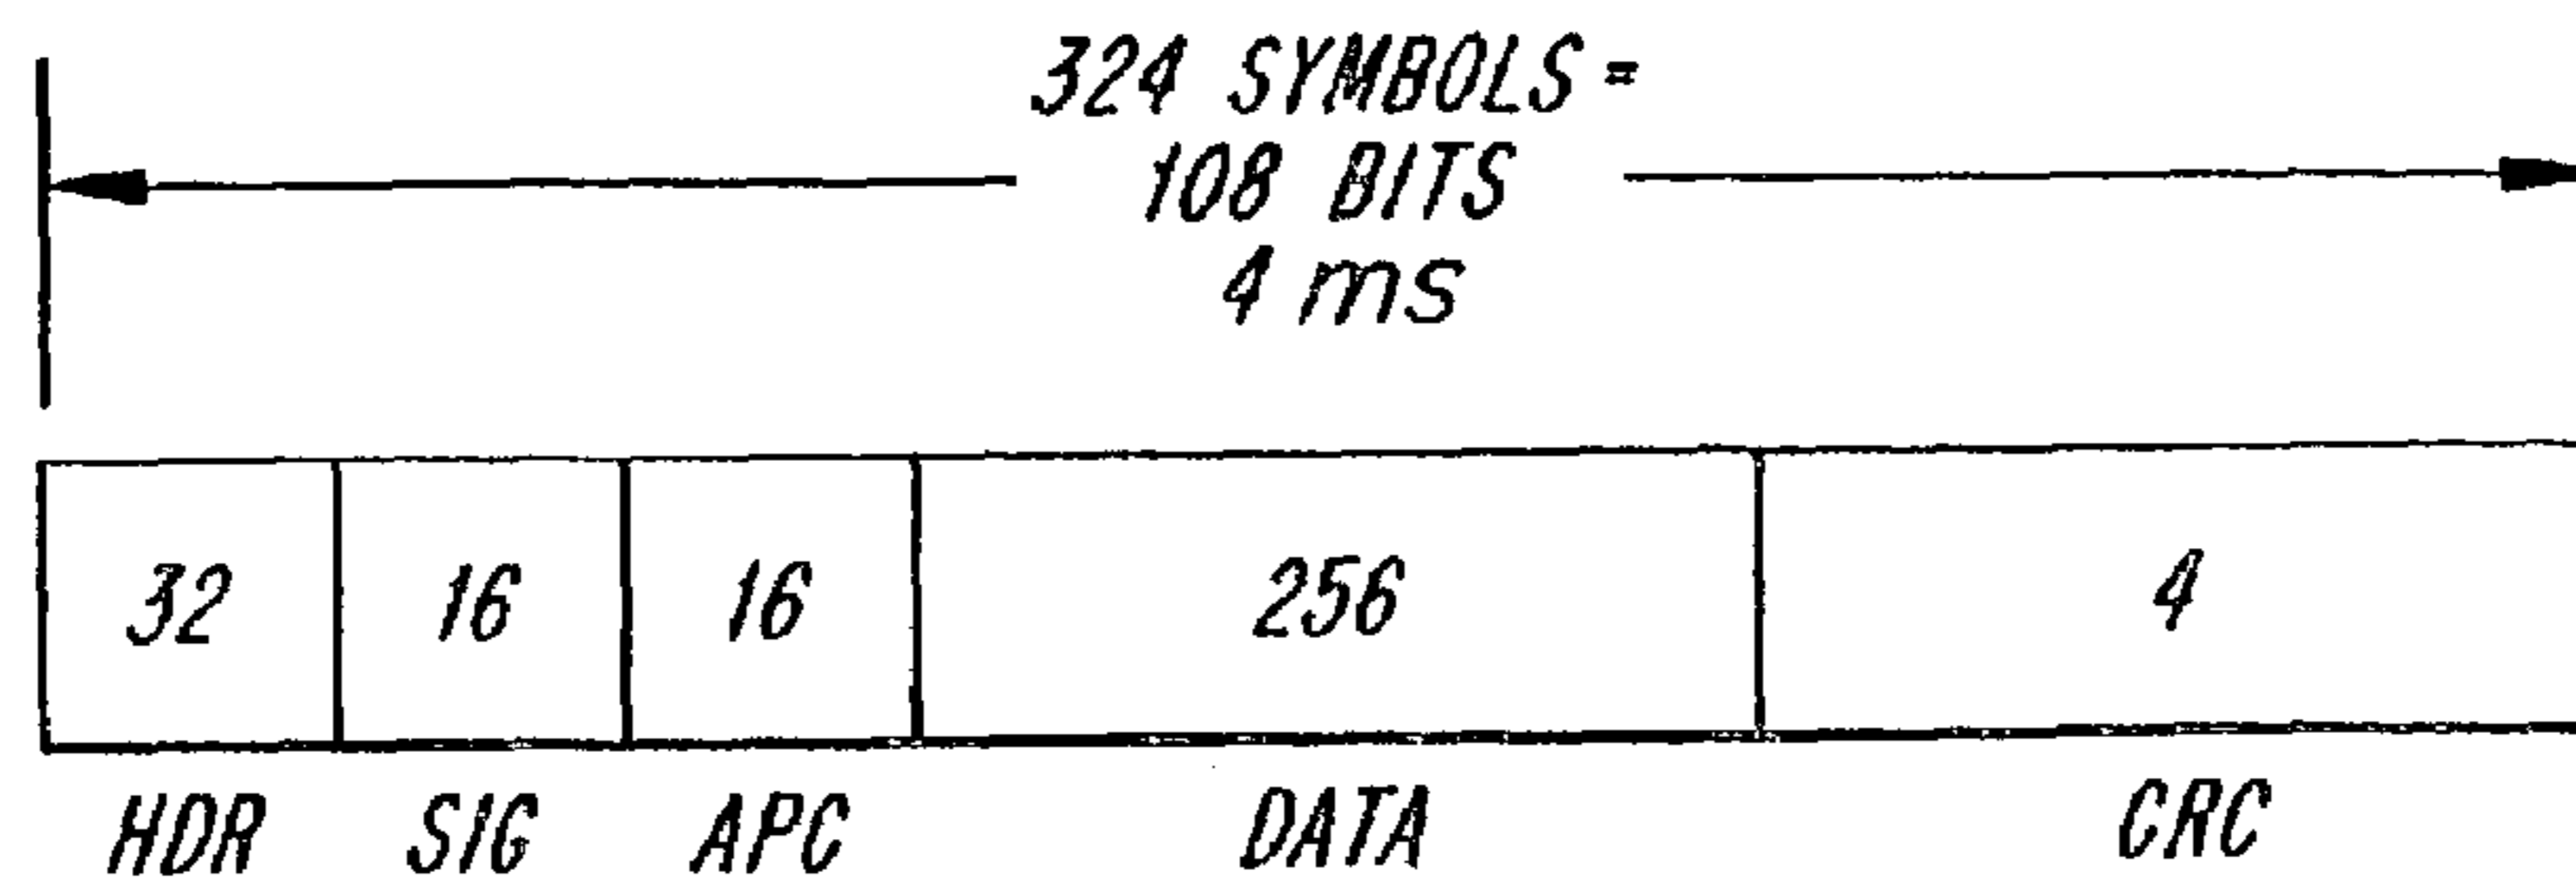 324 SYMBOLS =
108 BITS
4 ms
32 16 16 256 4
HDR SIG APC DATA CRC